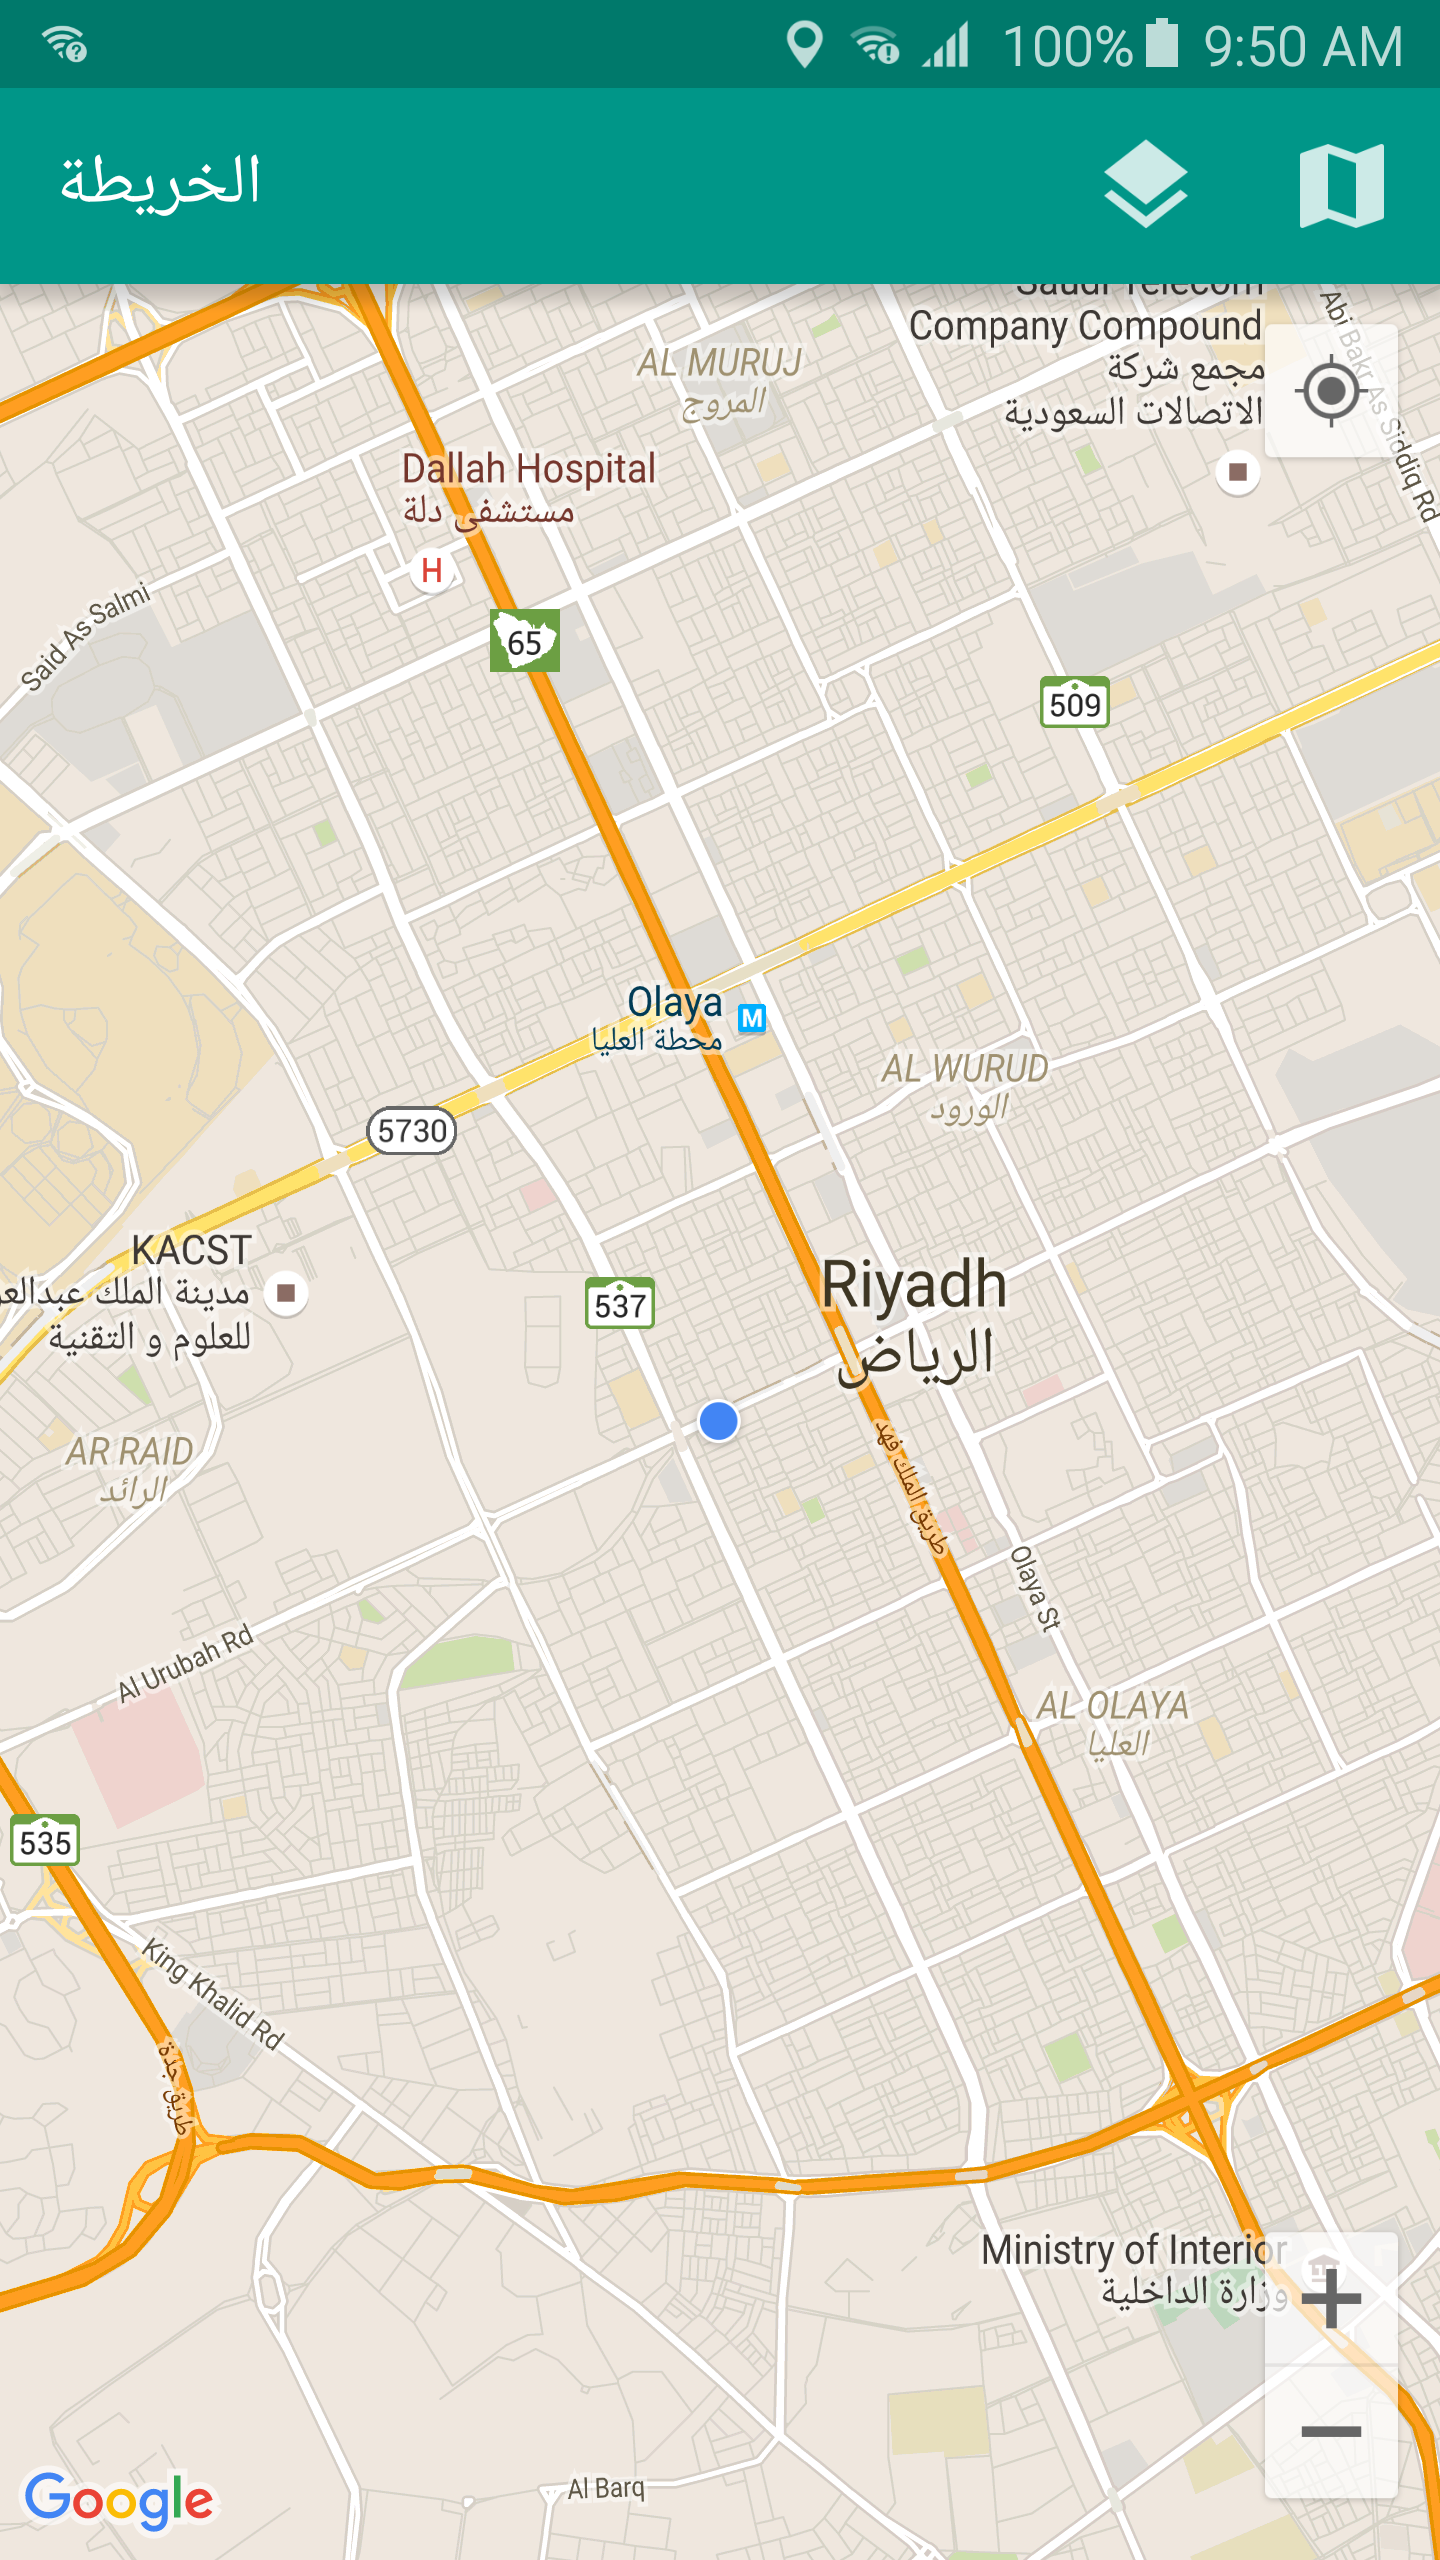 100% 9:50 AM
الخريطة
Company Compound
مجمع شركة
الاتصالات السعودية
Abi Bakr As Siddiq Rd
AL MURUJ
المروج
Dallah Hospital
مستشفى دلة
H
Said As Salmi
65
509
Olaya
محطة العليا
M
AL WURUD
الورود
5730
KACST
مدينة الملك
للعلوم و التقنية
537
Riyadh
الرياض
AR RAID
الرائد
طريق الملك فهد
Olaya St
Al Urubah Rd
AL OLAYA
العليا
535
King Khalid Rd
طريق جدة
Ministry of Interior
وزارة الداخلية
Al Barq
Google